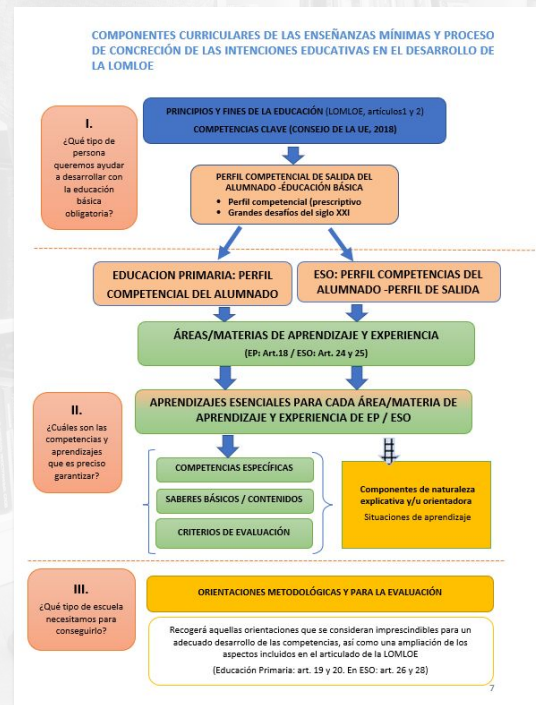 COMPONENTES CURRICULARES DE LAS ENSEÑANZAS MÍNIMAS Y PROCESO
DE CONCRECIÓN DE LAS INTENCIONES EDUCATIVAS EN EL DESARROLLO DE
LA LOMLOE
I.
¿Qué tipo de
persona
queremos ayudar
a desarrollar con
la educación
básica
obligatoria?
PRINCIPIOS Y FINES DE LA EDUCACIÓN (LOMLOE, artículos1 y 2)
COMPETENCIAS CLAVE (CONSEJO DE LA UE, 2018)
PERFIL COMPETENCIAL DE SALIDA DEL
ALUMNADO -ÉDUCACIÓN BÁSICA
• Perfil competencial (prescriptivo
• Grandes desafíos del siglo XXI
EDUCACION PRIMARIA: PERFIL
COMPETENCIAL DEL ALUMNADO
ESO: PERFIL COMPETENCIAS DEL
ALUMNADO -PERFIL DE SALIDA
ÁREAS/MATERIAS DE APRENDIZAJE Y EXPERIENCIA
(EP: Art.18 / ESO: Art. 24 y 25)
II.
¿Cuáles son las
competencias y
aprendizajes
que es preciso
garantizar?
APRENDIZAJES ESENCIALES PARA CADA ÁREA/MATERIA DE
APRENDIZAJE Y EXPERIENCIA DE EP / ESO
COMPETENCIAS ESPECÍFICAS
SABERES BÁSICOS / CONTENIDOS
CRITERIOS DE EVALUACIÓN
Componentes de naturaleza
explicativa y/u orientadora
Situaciones de aprendizaje
III.
¿Qué tipo de escuela
necesitamos para
conseguirlo?
ORIENTACIONES METODOLÓGICAS Y PARA LA EVALUACIÓN
Recogerá aquellas orientaciones que se consideran imprescindibles para un
adecuado desarrollo de las competencias, así como una ampliación de los
aspectos incluidos en el articulado de la LOMLOE
(Educación Primaria: art. 19 y 20. En ESO: art. 26 y 28)
7